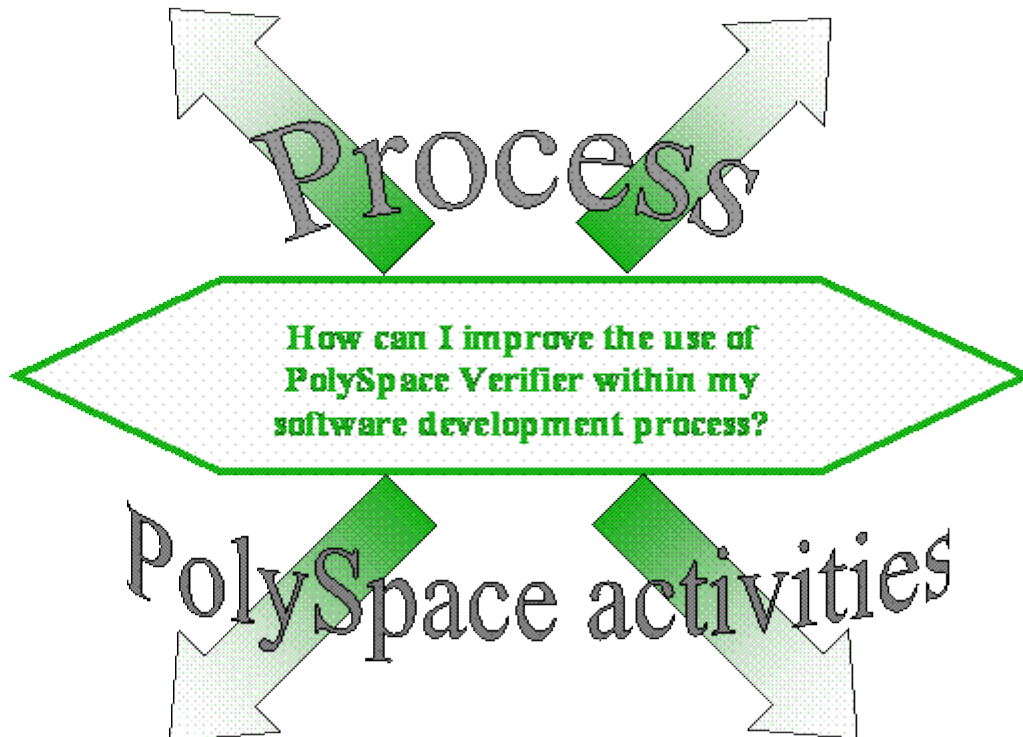 Process
How can I improve the use of
PolySpace Verifier within my
software development process?
PolySpace activities